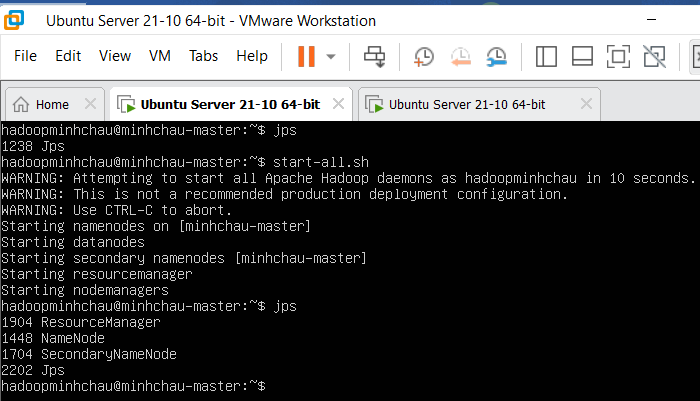 Ubuntu Server 21-10 64-bit - VMware Workstation
File Edit View VM Tabs Help
Home Ubuntu Server 21-10 64-bit Ubuntu Server 21-10 64-bit
hadoopminhchau@minhchau-master:~$ jps
1238 Jps
hadoopminhchau@minhchau-master:~$ start-all.sh
WARNING: Attempting to start all Apache Hadoop daemons as hadoopminhchau in 10 seconds.
WARNING: This is not a recommended production deployment configuration.
WARNING: Use CTRL-C to abort.
Starting namenodes on [minhchau-master]
Starting datanodes
Starting secondary namenodes [minhchau-master]
Starting resourcemanager
Starting nodemanagers
hadoopminhchau@minhchau-master:~$ jps
1904 ResourceManager
1448 NameNode
1704 SecondaryNameNode
2202 Jps
hadoopminhchau@minhchau-master:~$